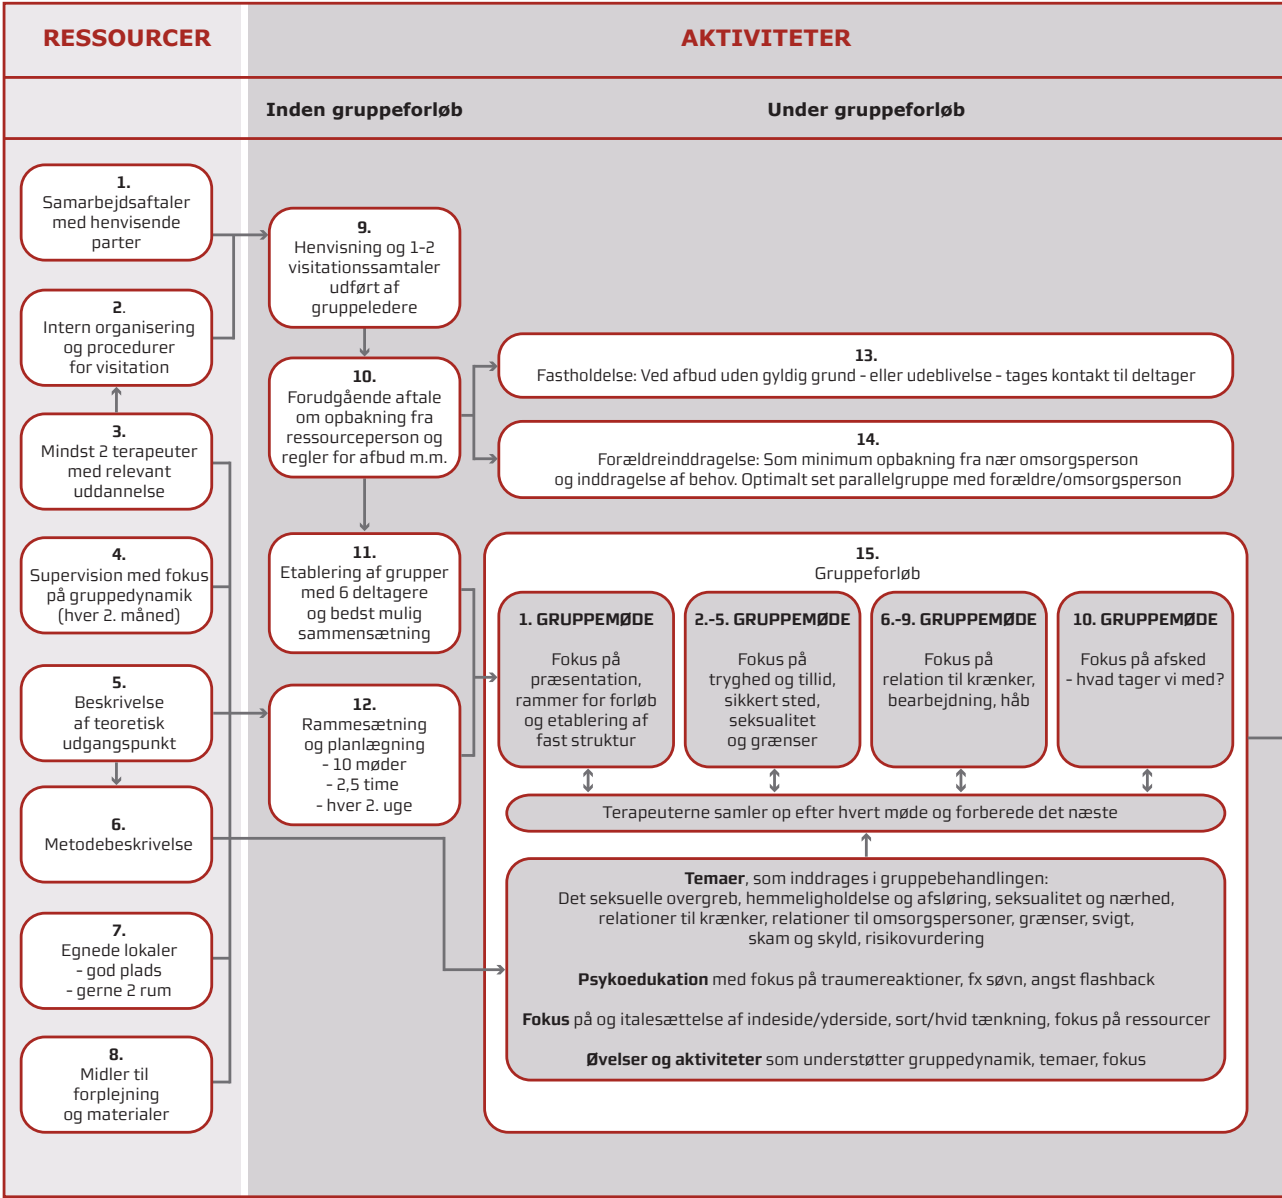 RESSOURCER
AKTIVITETER
Inden gruppeforløb
Under gruppeforløb
1.
Samarbejdsaftaler
med henvisende
parter
2.
Intern organisering
og procedurer
for visitation
3.
Mindst 2 terapeuter
med relevant
uddannelse
4.
Supervision med fokus
på gruppedynamik
(hver 2. måned)
5.
Beskrivelse
af teoretisk
udgangspunkt
6.
Metodebeskrivelse
7.
Egnede lokaler
- god plads
- gerne 2 rum
8.
Midler til
forplejning
og materialer
9.
Henvisning og 1-2
visitationssamtaler
udført af
gruppeledere
10.
Forudgående aftale
om opbakning fra
ressourceperson og
regler for afbud m.m.
11.
Etablering af grupper
med 6 deltagere
og bedst mulig
sammensætning
12.
Rammesætning
og planlægning
- 10 møder
- 2,5 time
- hver 2. uge
13.
Fastholdelse: Ved afbud uden gyldig grund - eller udeblivelse - tages kontakt til deltager
14.
Forældreinddragelse: Som minimum opbakning fra nær omsorgsperson
og inddragelse af behov. Optimalt set parallelgruppe med forældre/omsorgsperson
15.
Gruppeforløb
1. GRUPPEMØDE
Fokus på
præsentation,
rammer for forløb
og etablering af
fast struktur
2.-5. GRUPPEMØDE
Fokus på
tryghed og tillid,
sikkert sted,
seksualitet
og grænser
6.-9. GRUPPEMØDE
Fokus på
relation til krænker,
bearbejdning, håb
10. GRUPPEMØDE
Fokus på afsked
- hvad tager vi med?
Terapeuterne samler op efter hvert møde og forberede det næste
Temaer, som inddrages i gruppebehandlingen:
Det seksuelle overgreb, hemmeligholdelse og afsløring, seksualitet og nærhed,
relationer til krænker, relationer til omsorgspersoner, grænser, svigt,
skam og skyld, risikovurdering
Psykoedukation med fokus på traumereaktioner, fx søvn, angst flashback
Fokus på og italesættelse af indeside/yderside, sort/hvid tænkning, fokus på ressourcer
Øvelser og aktiviteter som understøtter gruppedynamik, temaer, fokus